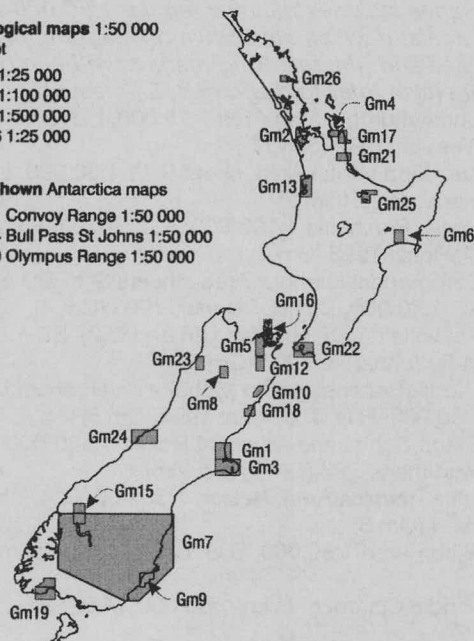 ogical maps 1:50 000
1:25 000
1:100 000
1:500 000
1:25 000
hown Antarctica maps
Convoy Range 1:50 000
Bull Pass St Johns 1:50 000
Olympus Range 1:50 000
Gm26
Gm4
Gm2
Gm17
Gm21
Gm13
Gm25
Gm6
Gm16
Gm5
Gm22
Gm23
Gm12
Gm8
Gm10
Gm18
Gm24
Gm1
Gm3
Gm15
Gm7
Gm9
Gm19